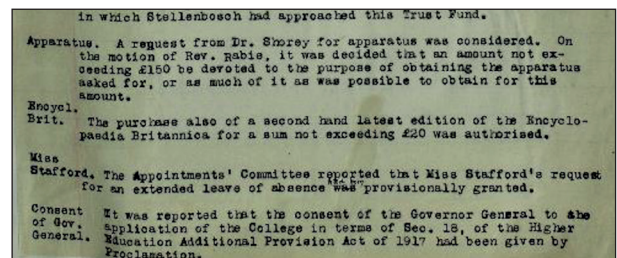 in which Stellenbosch had approached this Trust Fund.
Apparatus. A request from Dr. Shorey for apparatus was considered. On
the motion of Rev. Rabie, it was decided that an amount not ex-
ceeding £150 be devoted to the purpose of obtaining the apparatus
asked for, or as much of it as was possible to obtain for this
amount.
Encycl.
Brit. The purchase also of a second hand latest edition of the Encyclo-
paedia Britannica for a sum not exceeding £20 was authorised.
Miss
Stafford. The Appointments' Committee reported that Miss Stafford's request
for an extended leave of absence was provisionally granted.
Consent It was reported that the consent of the Governor General to the
of Gov. application of the College in terms of Sec. 18, of the Higher
General. Education Additional Provision Act of 1917 had been given by
Proclamation.